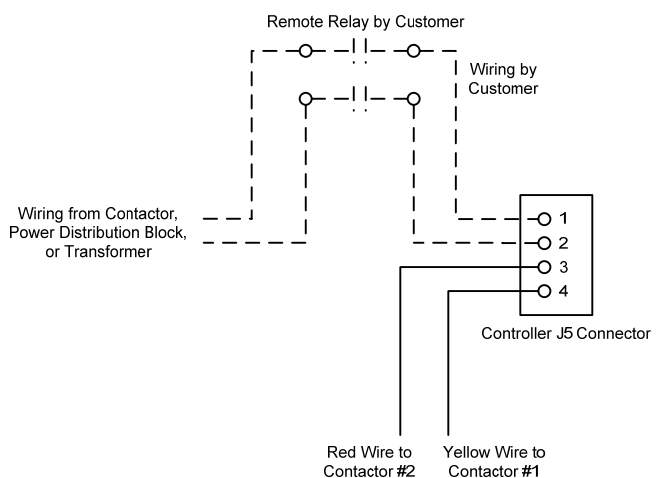 Remote Relay by Customer
Wiring by
Customer
Wiring from Contactor,
Power Distribution Block,
or Transformer
1
2
3
4
Controller J5 Connector
Red Wire to
Contactor #2
Yellow Wire to
Contactor #1